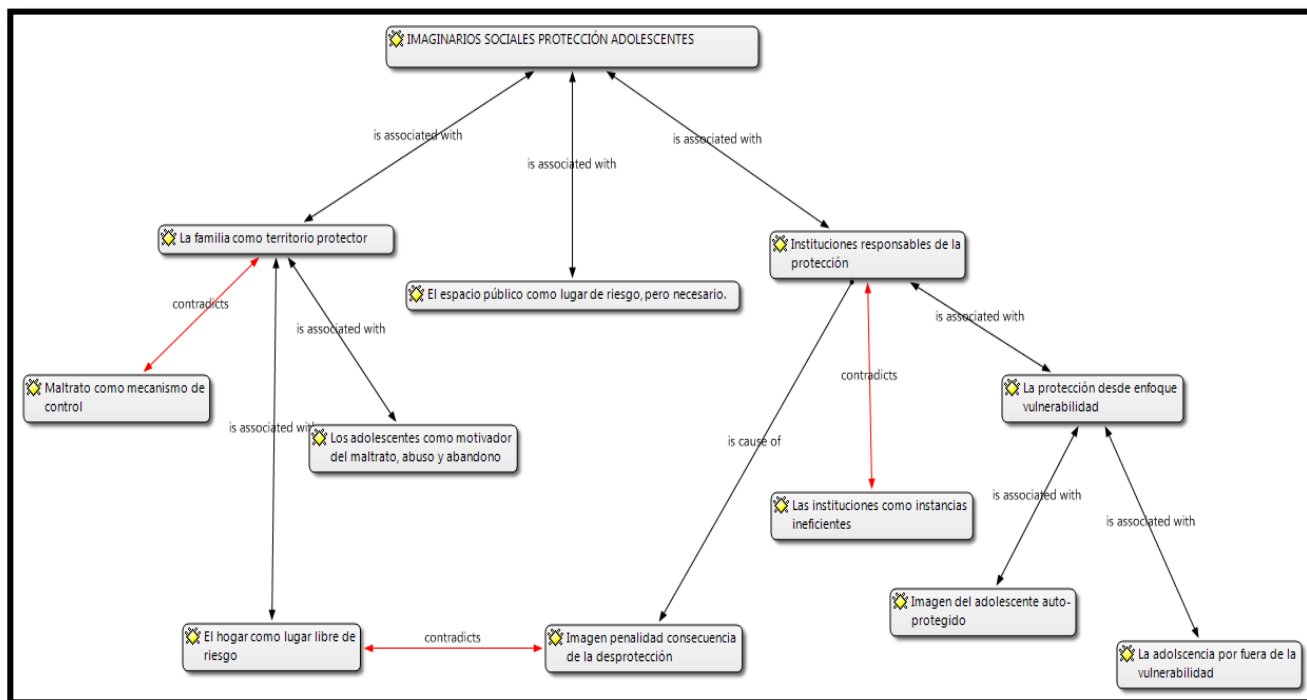 IMAGINARIOS SOCIALES PROTECCIÓN ADOLESCENTES
is associated with
is associated with
is associated with
La familia como territorio protector
Instituciones responsables de la
protección
El espacio público como lugar de riesgo, pero necesario.
contradicts
is associated with
is associated with
Maltrato como mecanismo de
control
contradicts
La protección desde enfoque
vulnerabilidad
is associated with
Los adolescentes como motivador
del maltrato, abuso y abandono
is cause of
Las instituciones como instancias
ineficientes
is associated with
is associated with
Imagen del adolescente auto-
protegido
El hogar como lugar libre de
riesgo
contradicts
Imagen penalidad consecuencia
de la desprotección
La adolscencia por fuera de la
vulnerabilidad